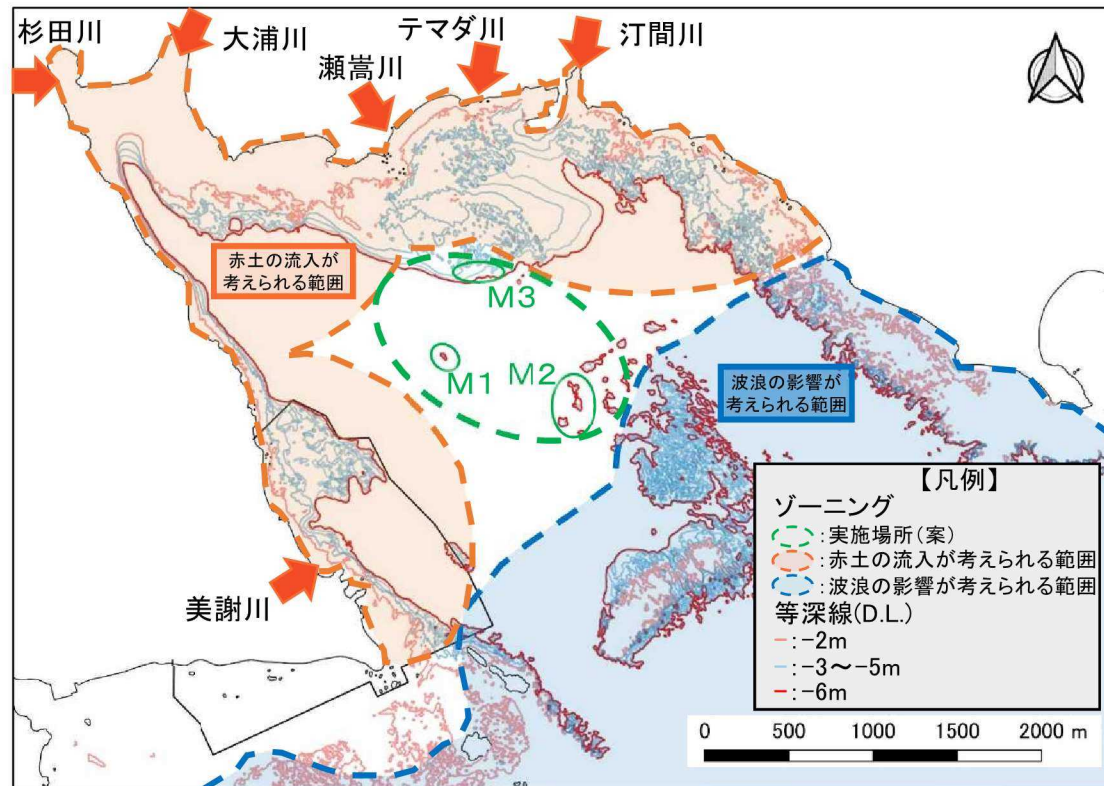 杉田川
大浦川
瀬嵩川
テマダ川
汀間川
赤土の流入が
考えられる範囲
M3
M1
M2
波浪の影響が
考えられる範囲
美謝川
【凡例】
ゾーニング
:実施場所(案)
:赤土の流入が考えられる範囲
:波浪の影響が考えられる範囲
等深線(D.L.)
:-2m
:-3～-5m
:-6m
0 500 1000 1500 2000 m